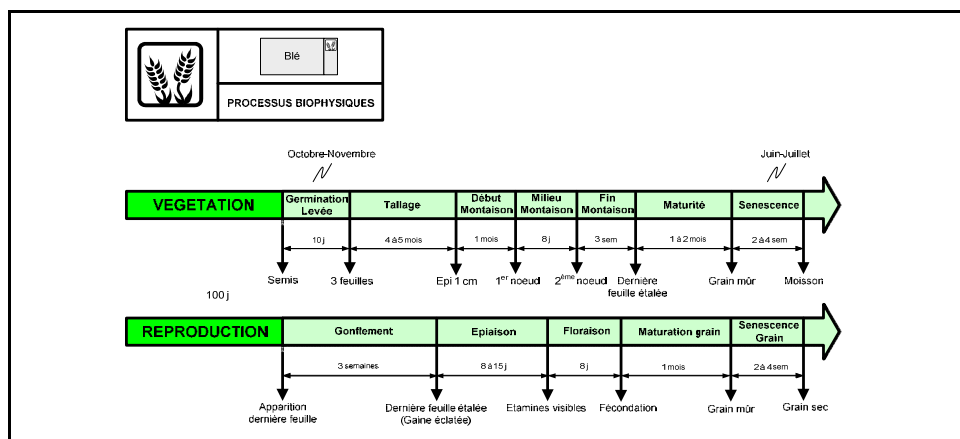 Blé
PROCESSUS BIOPHYSIQUES
Octobre-Novembre
Juin-Juillet
VEGETATION
Germination
Levée
Tallage
Début
Montaison
Milieu
Montaison
Fin
Montaison
Maturité
Senescence
10 j
4 à 5 mois
1 mois
8 j
3 sem
1 à 2 mois
2 à 4 sem
Semis
3 feuilles
Epi 1 cm
1er noeud
2ème noeud
Dernière
feuille étalée
Grain mûr
Moisson
100 j
REPRODUCTION
Gonflement
Epiaison
Floraison
Maturation grain
Senescence
Grain
3 semaines
8 à 15 j
8 j
1 mois
2 à 4 sem
Apparition
dernière feuille
Dernière feuille étalée
(Gaine éclatée)
Etamines visibles
Fécondation
Grain mûr
Grain sec